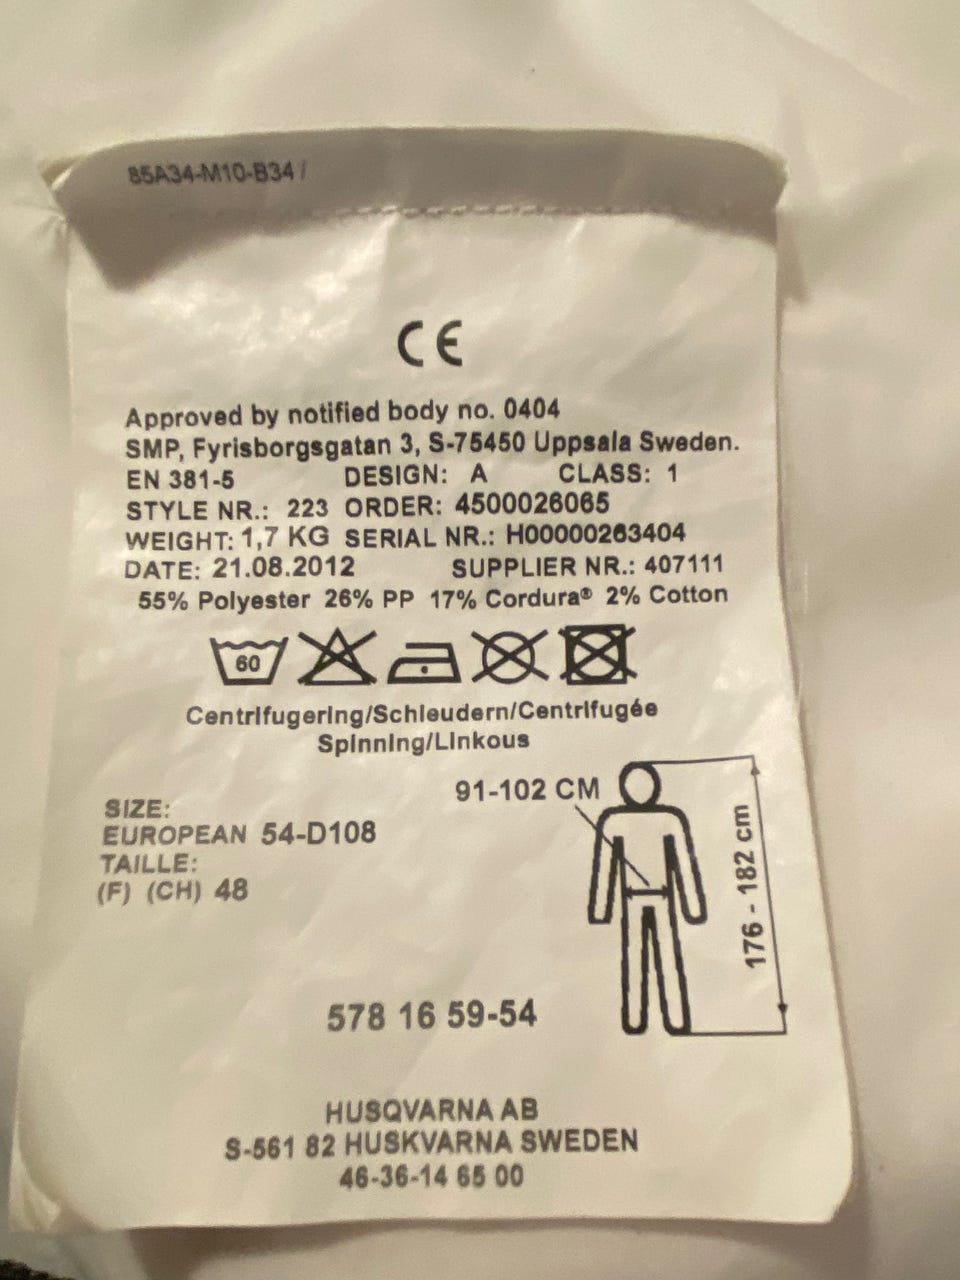 85A34-M10-B34 /
CE
Approved by notified body no. 0404
SMP, Fyrisborgsgatan 3, S-75450 Uppsala Sweden.
EN 381-5 DESIGN: A CLASS: 1
STYLE NR.: 223 ORDER: 4500026065
WEIGHT: 1,7 KG SERIAL NR.: H00000263404
DATE: 21.08.2012 SUPPLIER NR.: 407111
55% Polyester 26% PP 17% Cordura® 2% Cotton
60
Centrifugering/Schleudern/Centrifugée
Spinning/Linkous
91-102 CM
176 - 182 cm
SIZE:
EUROPEAN 54-D108
TAILLE:
(F) (CH) 48
578 16 59-54
HUSQVARNA AB
S-561 82 HUSKVARNA SWEDEN
46-36-14 65 00